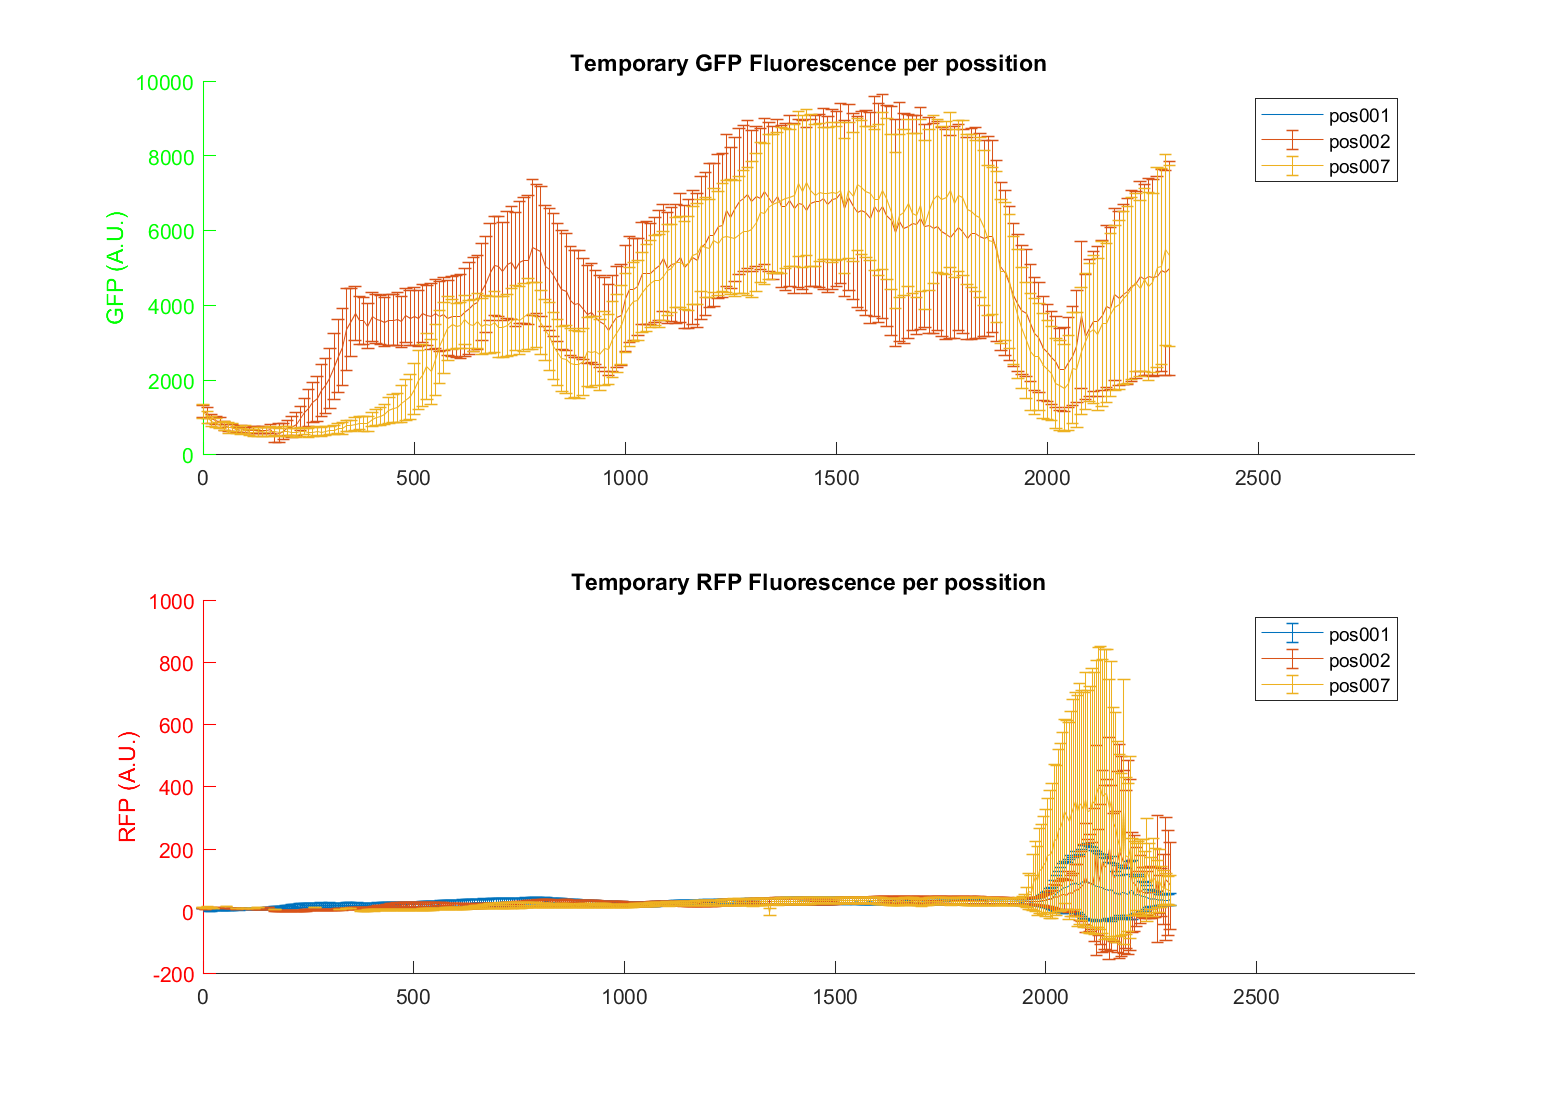 Temporary GFP Fluorescence per possition
10000
8000
6000
4000
2000
0
GFP (A.U.)
0 500 1000 1500 2000 2500
pos001
pos002
pos007
Temporary RFP Fluorescence per possition
1000
800
600
400
200
0
-200
RFP (A.U.)
0 500 1000 1500 2000 2500
pos001
pos002
pos007